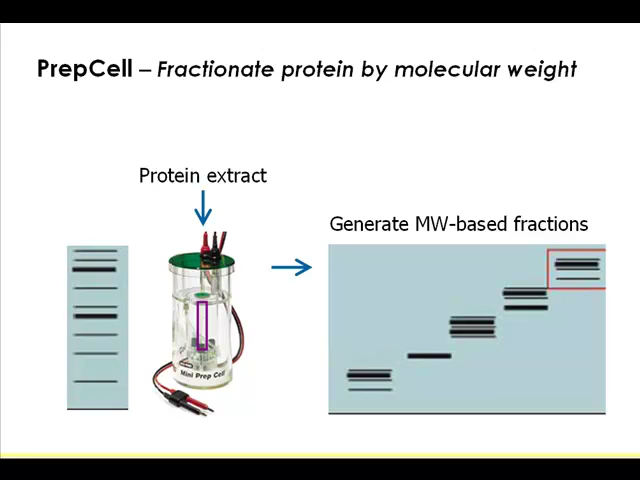 PrepCell – Fractionate protein by molecular weight
Protein extract
Generate MW-based fractions
Mini Prep Cell